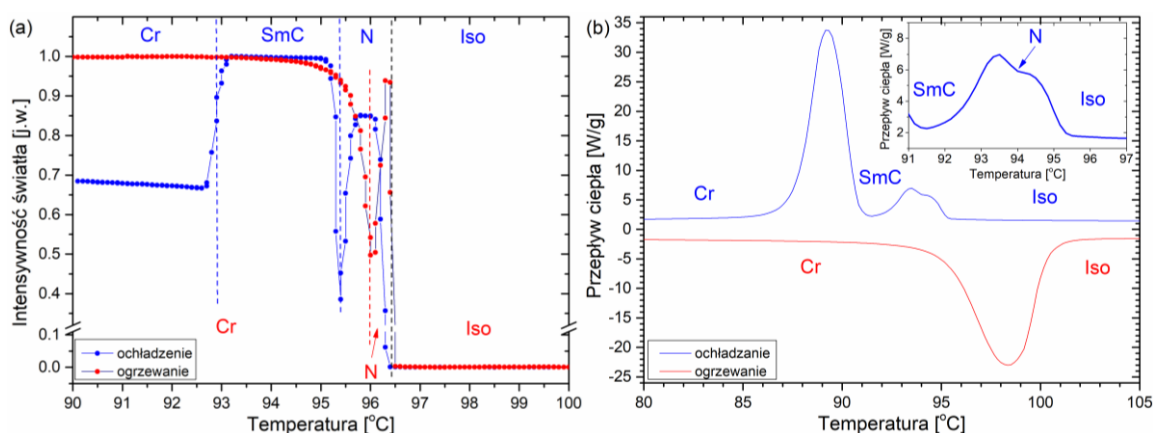 (a)
Cr
SmC
N
Iso
Intensywność światła [j.w.]
1.0
0.9
0.8
0.7
0.6
0.5
0.4
0.1
0.0
Cr
N
Iso
ochłodzenie
ogrzewanie
90 91 92 93 94 95 96 97 98 99 100
Temperatura [°C]
(b)
Przepływ ciepła [W/g]
35
30
25
20
15
10
5
0
-5
-10
-15
-20
-25
Cr
SmC
Iso
Cr
Iso
ochładzanie
ogrzewanie
80 85 90 95 100 105
Temperatura [°C]
Przepływ ciepła [W/g]
8
6
4
2
N
SmC
Iso
91 92 93 94 95 96 97
Temperatura [°C]